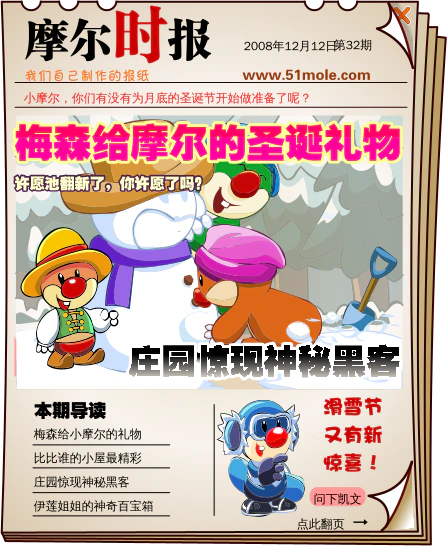 摩尔时报
2008年12月12日第32期
我们自己制作的报纸
www.51mole.com
小摩尔，你们有没有为月底的圣诞节开始做准备了呢？
梅森给摩尔的圣诞礼物
许愿池翻新了，你许愿了吗？
庄园惊现神秘黑客
本期导读
梅森给小摩尔的礼物
比比谁的小屋最精彩
庄园惊现神秘黑客
伊莲姐姐的神奇百宝箱
滑雪节
又有新
惊喜！
问下凯文
点此翻页 →